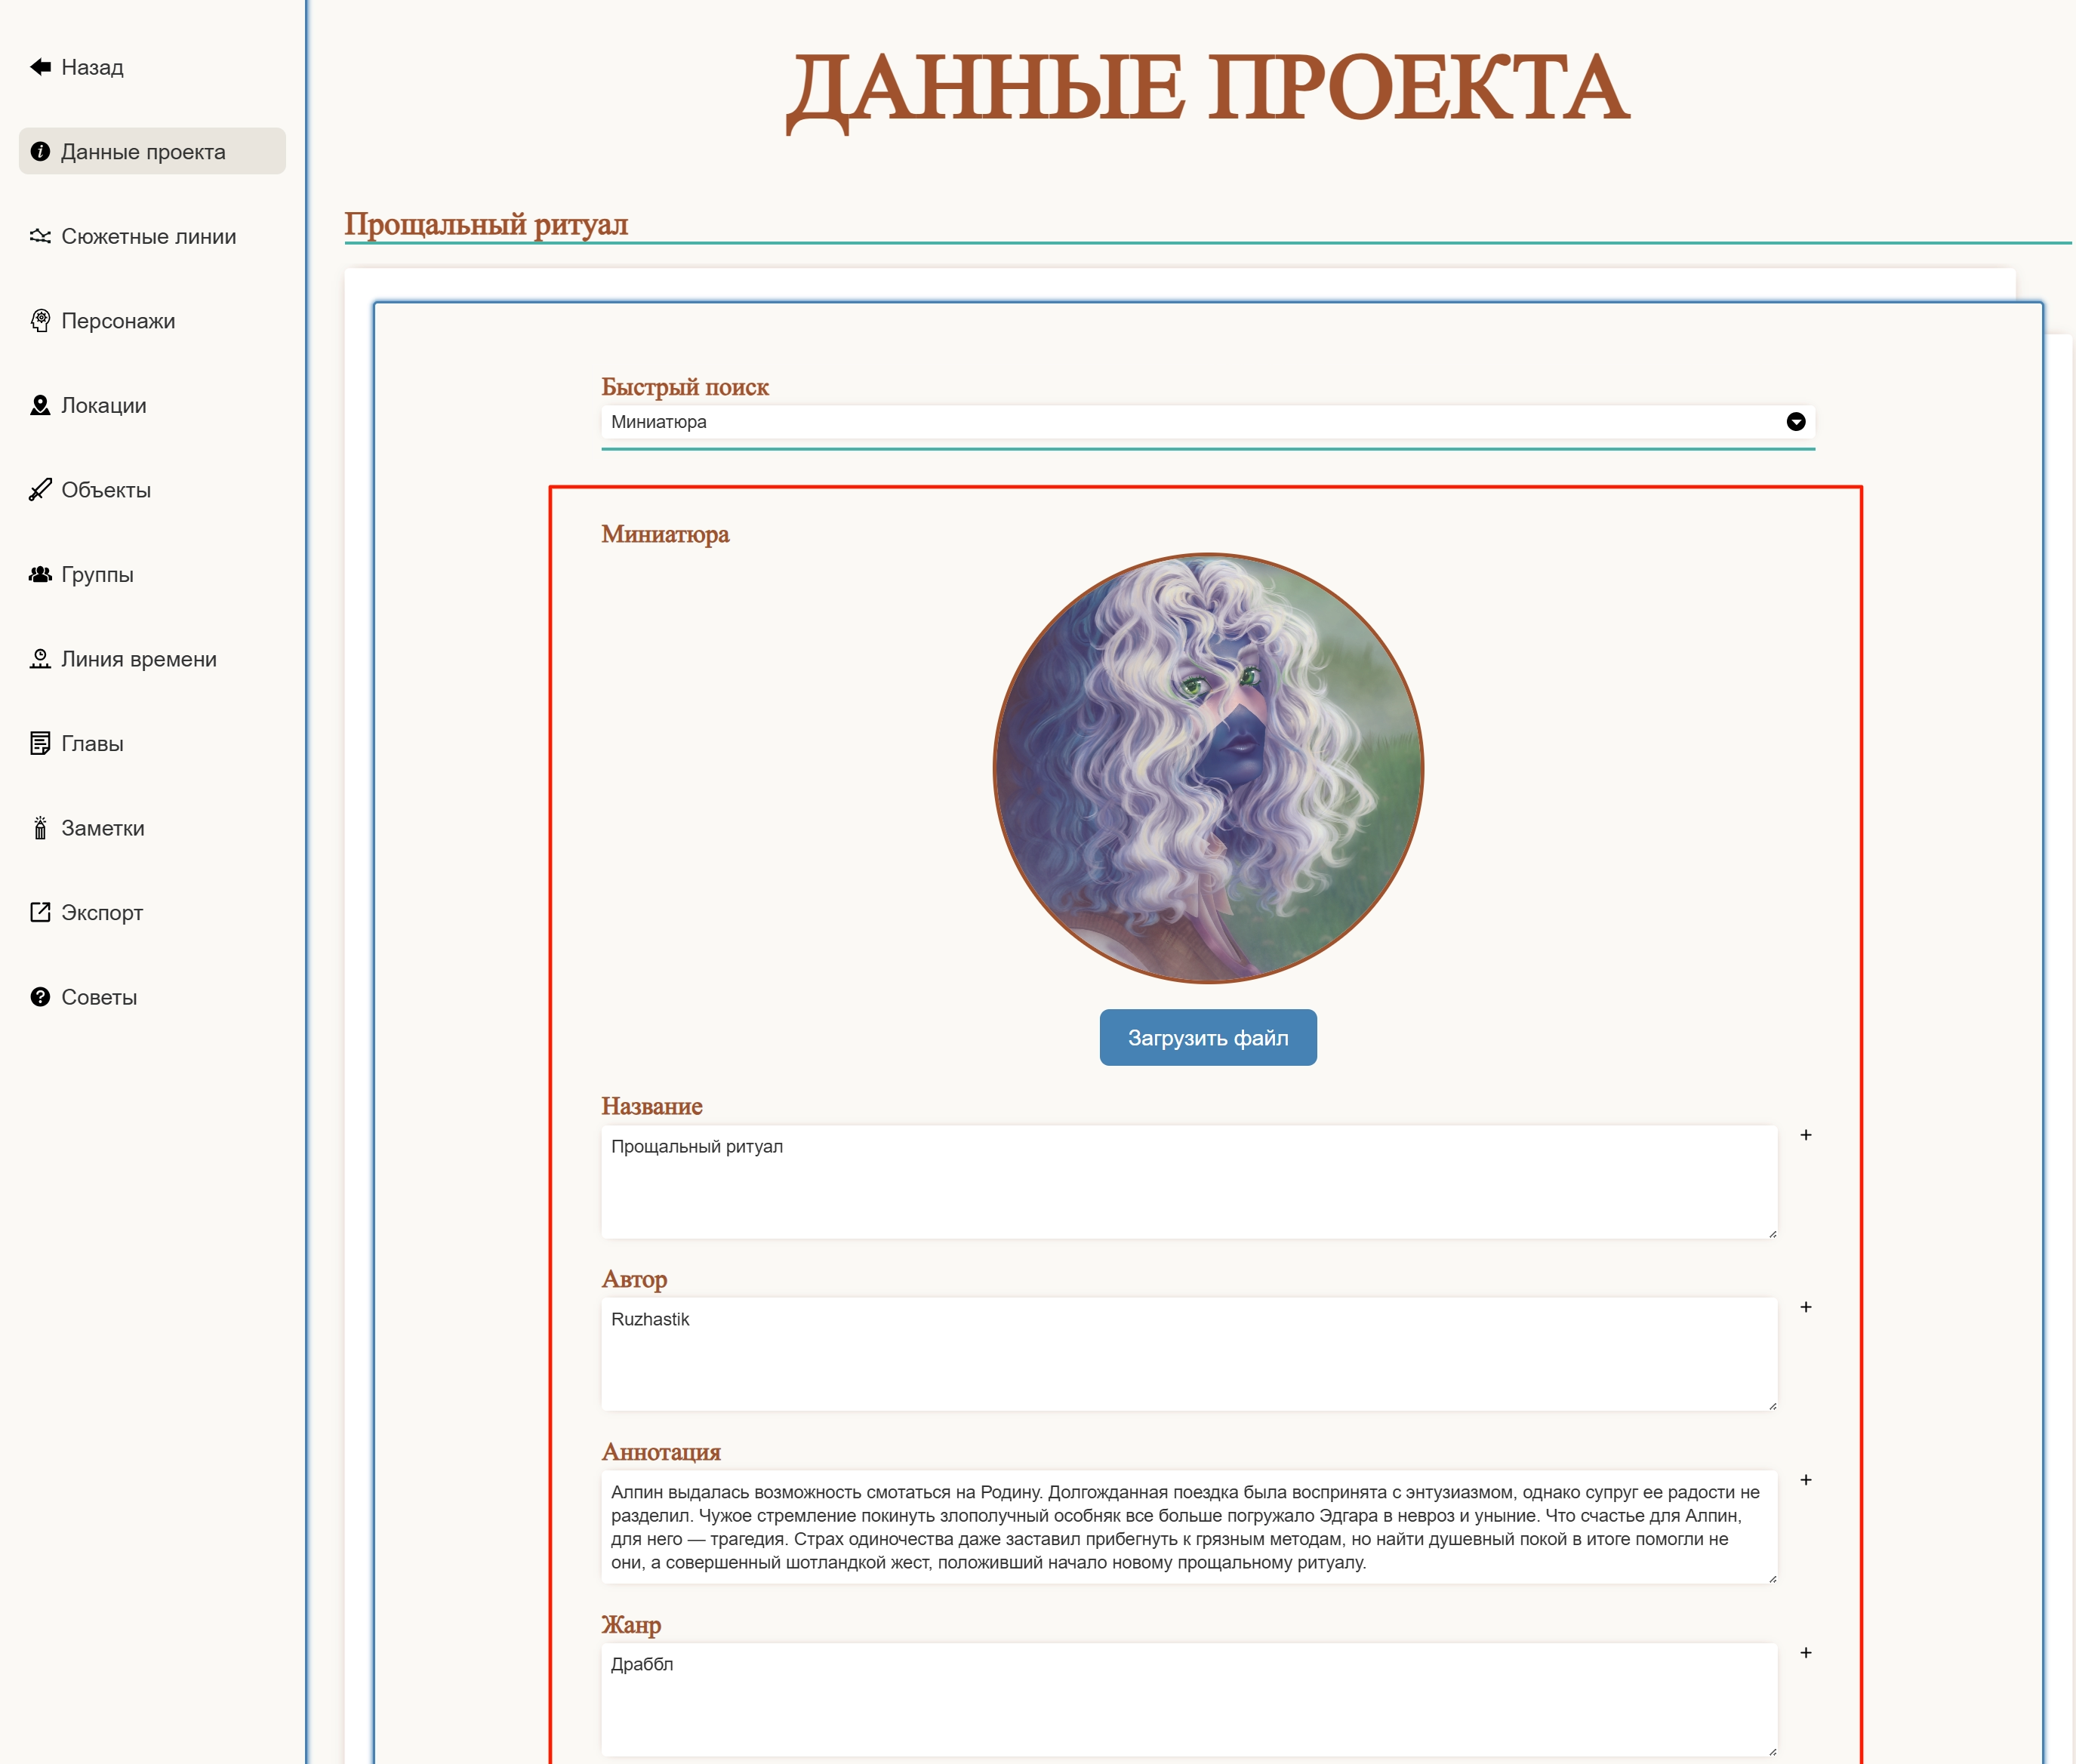 Назад
Данные проекта
Сюжетные линии
Персонажи
Локации
Объекты
Группы
Линия времени
Главы
Заметки
Экспорт
Советы
ДАННЫЕ ПРОЕКТА
Прощальный ритуал
Быстрый поиск
Миниатюра
Миниатюра
Загрузить файл
Название
Прощальный ритуал
Автор
Ruzhastik
Аннотация
Алпин выдалась возможность смотаться на Родину. Долгожданная поездка была воспринята с энтузиазмом, однако супруг ее радости не
разделил. Чужое стремление покинуть злополучный особняк все больше погружало Эдгара в невроз и уныние. Что счастье для Алпин,
для него — трагедия. Страх одиночества даже заставил прибегнуть к грязным методам, но найти душевный покой в итоге помогли не
они, а совершенный шотландкой жест, положивший начало новому прощальному ритуалу.
Жанр
Драббл